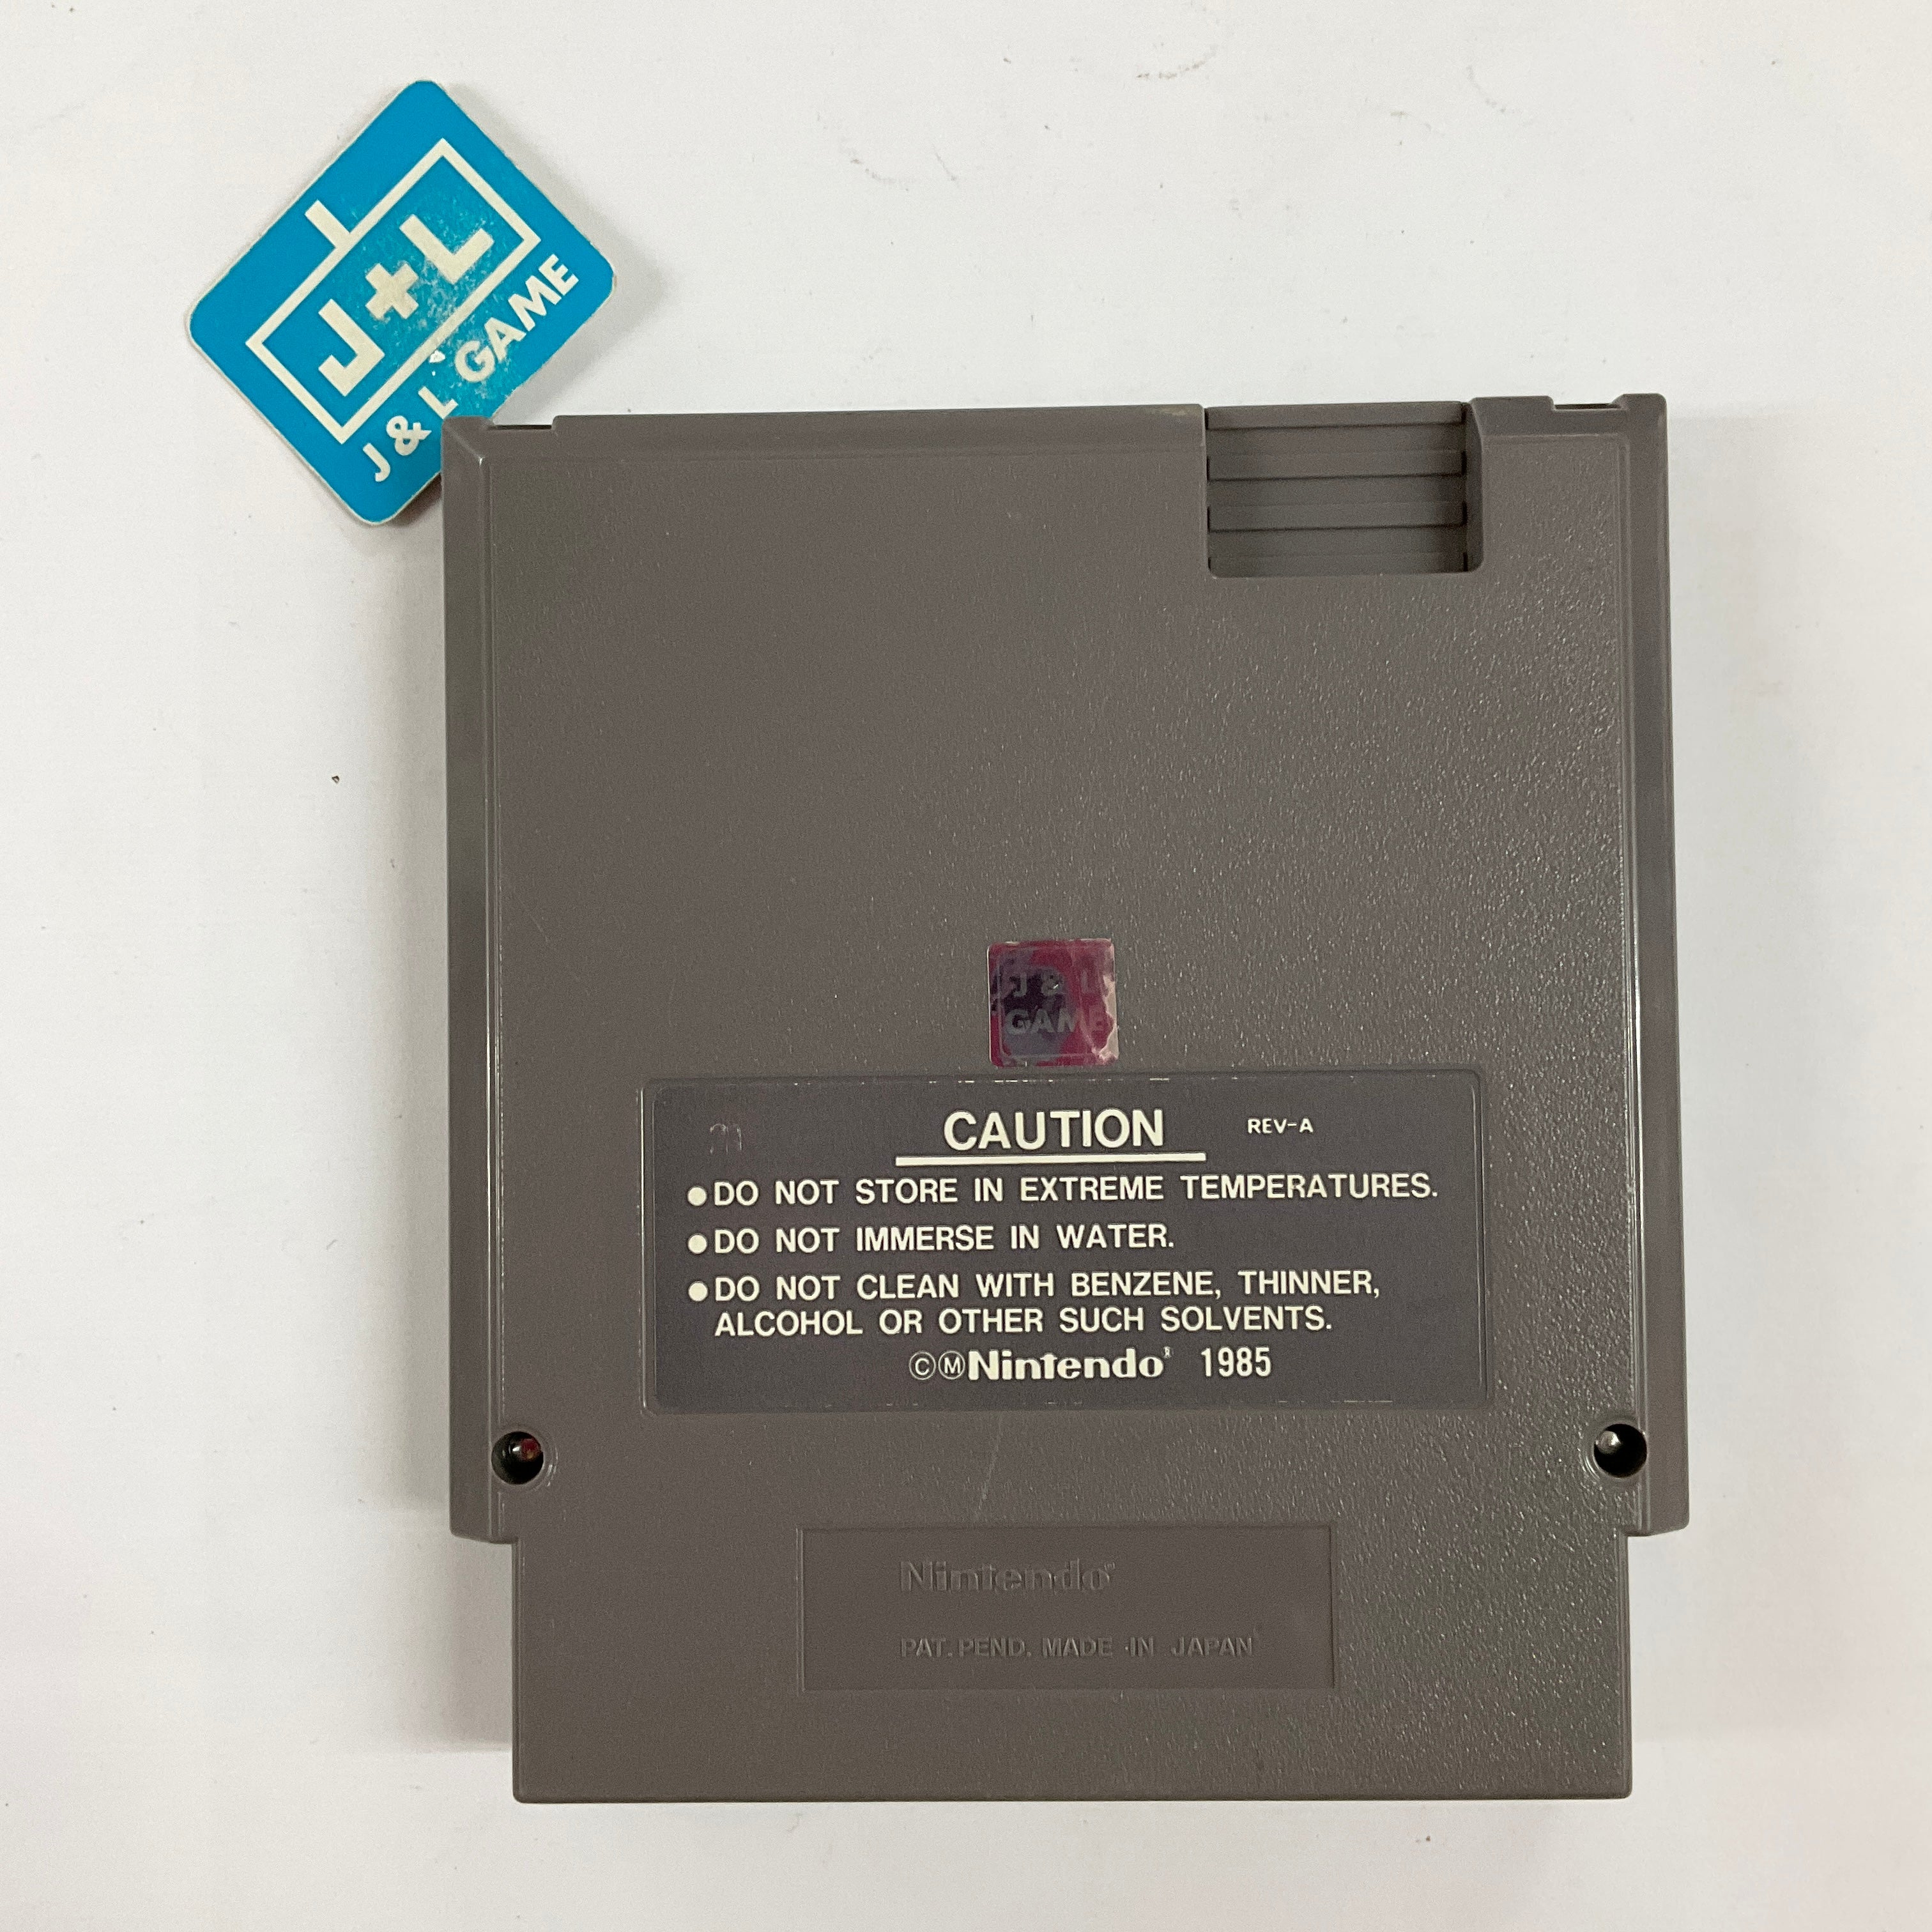 J+L
J & L GAME
J & L
GAME
CAUTION REV-A
●DO NOT STORE IN EXTREME TEMPERATURES.
●DO NOT IMMERSE IN WATER.
●DO NOT CLEAN WITH BENZENE, THINNER,
ALCOHOL OR OTHER SUCH SOLVENTS.
ⒸⓂNintendo® 1985
Nintendo®
PAT. PEND. MADE IN JAPAN